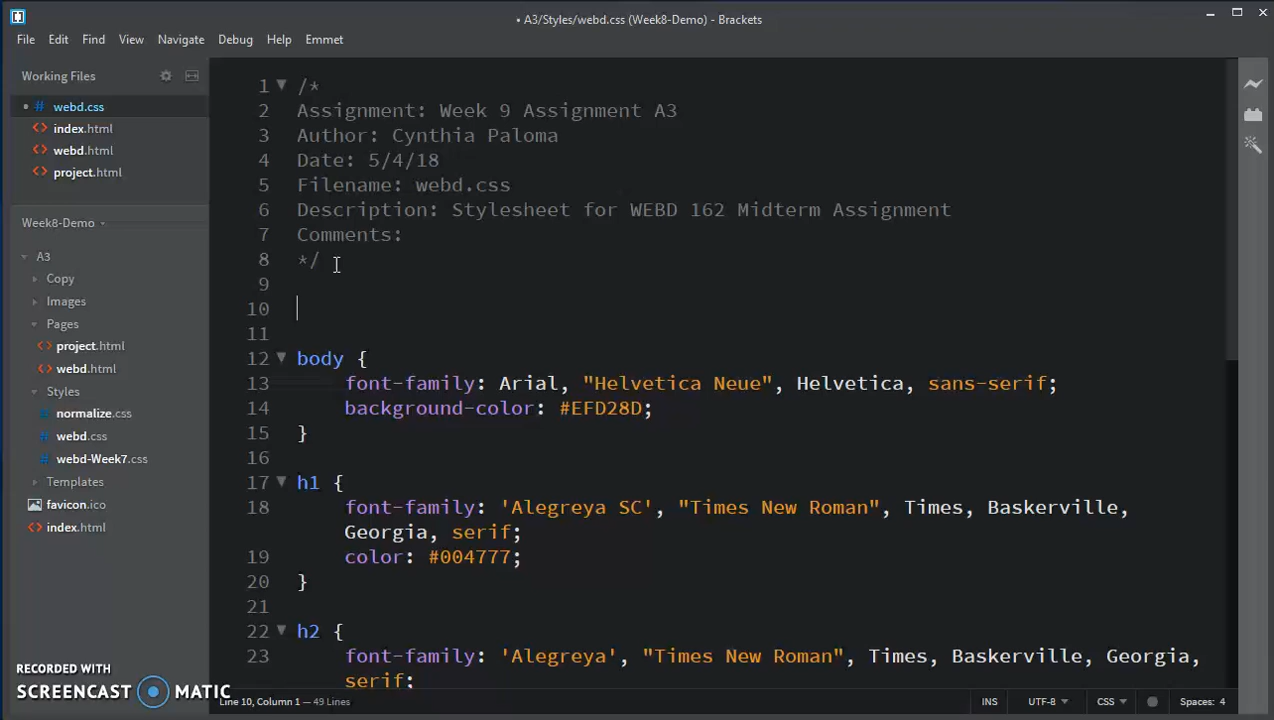 • A3/Styles/webd.css (Week8-Demo) - Brackets
File Edit Find View Navigate Debug Help Emmet
Working Files
webd.css
index.html
webd.html
project.html
Week8-Demo
A3
Copy
Images
Pages
project.html
webd.html
Styles
normalize.css
webd.css
webd-Week7.css
Templates
favicon.ico
index.html
1 /*
2 Assignment: Week 9 Assignment A3
3 Author: Cynthia Paloma
4 Date: 5/4/18
5 Filename: webd.css
6 Description: Stylesheet for WEBD 162 Midterm Assignment
7 Comments:
8 */
9
10
11
12 body {
13 font-family: Arial, "Helvetica Neue", Helvetica, sans-serif;
14 background-color: #EFD28D;
15 }
16
17 h1 {
18 font-family: 'Alegreya SC', "Times New Roman", Times, Baskerville,
Georgia, serif;
19 color: #004777;
20 }
21
22 h2 {
23 font-family: 'Alegreya', "Times New Roman", Times, Baskerville, Georgia,
serif;
RECORDED WITH
SCREENCAST MATIC
Line 10, Column 1 — 49 Lines
INS UTF-8 CSS Spaces: 4